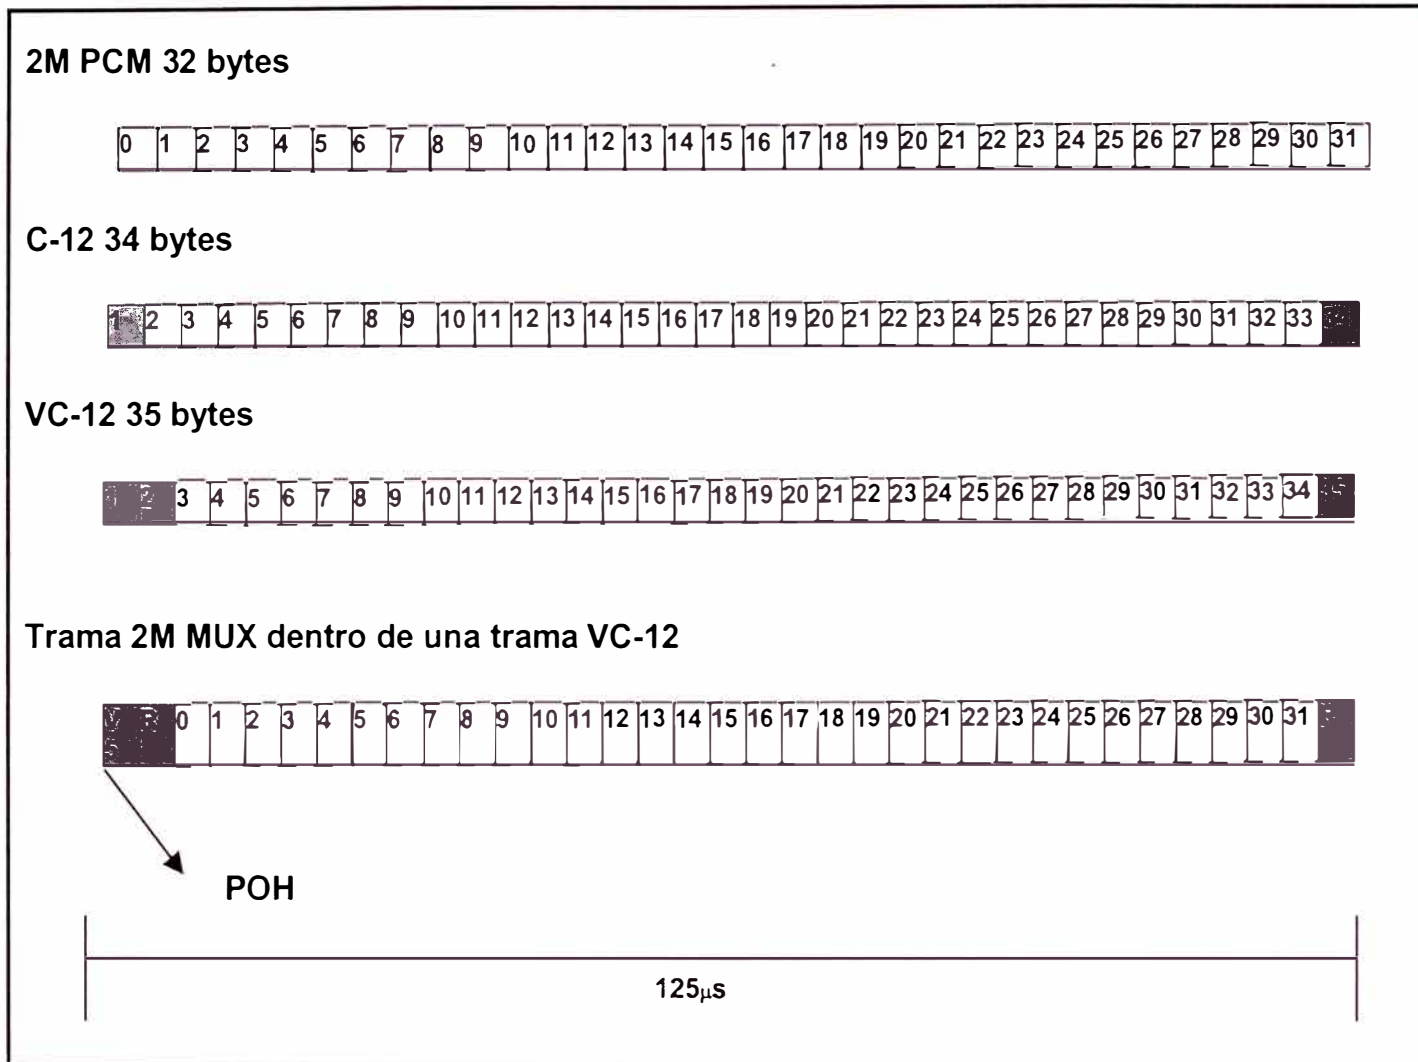 2M PCM 32 bytes
0 1 2 3 4 5 6 7 8 9 10 11 12 13 14 15 16 17 18 19 20 21 22 23 24 25 26 27 28 29 30 31
C-12 34 bytes
1 2 3 4 5 6 7 8 9 10 11 12 13 14 15 16 17 18 19 20 21 22 23 24 25 26 27 28 29 30 31 32 33
VC-12 35 bytes
3 4 5 6 7 8 9 10 11 12 13 14 15 16 17 18 19 20 21 22 23 24 25 26 27 28 29 30 31 32 33 34
Trama 2M MUX dentro de una trama VC-12
0 1 2 3 4 5 6 7 8 9 10 11 12 13 14 15 16 17 18 19 20 21 22 23 24 25 26 27 28 29 30 31
POH
125μs